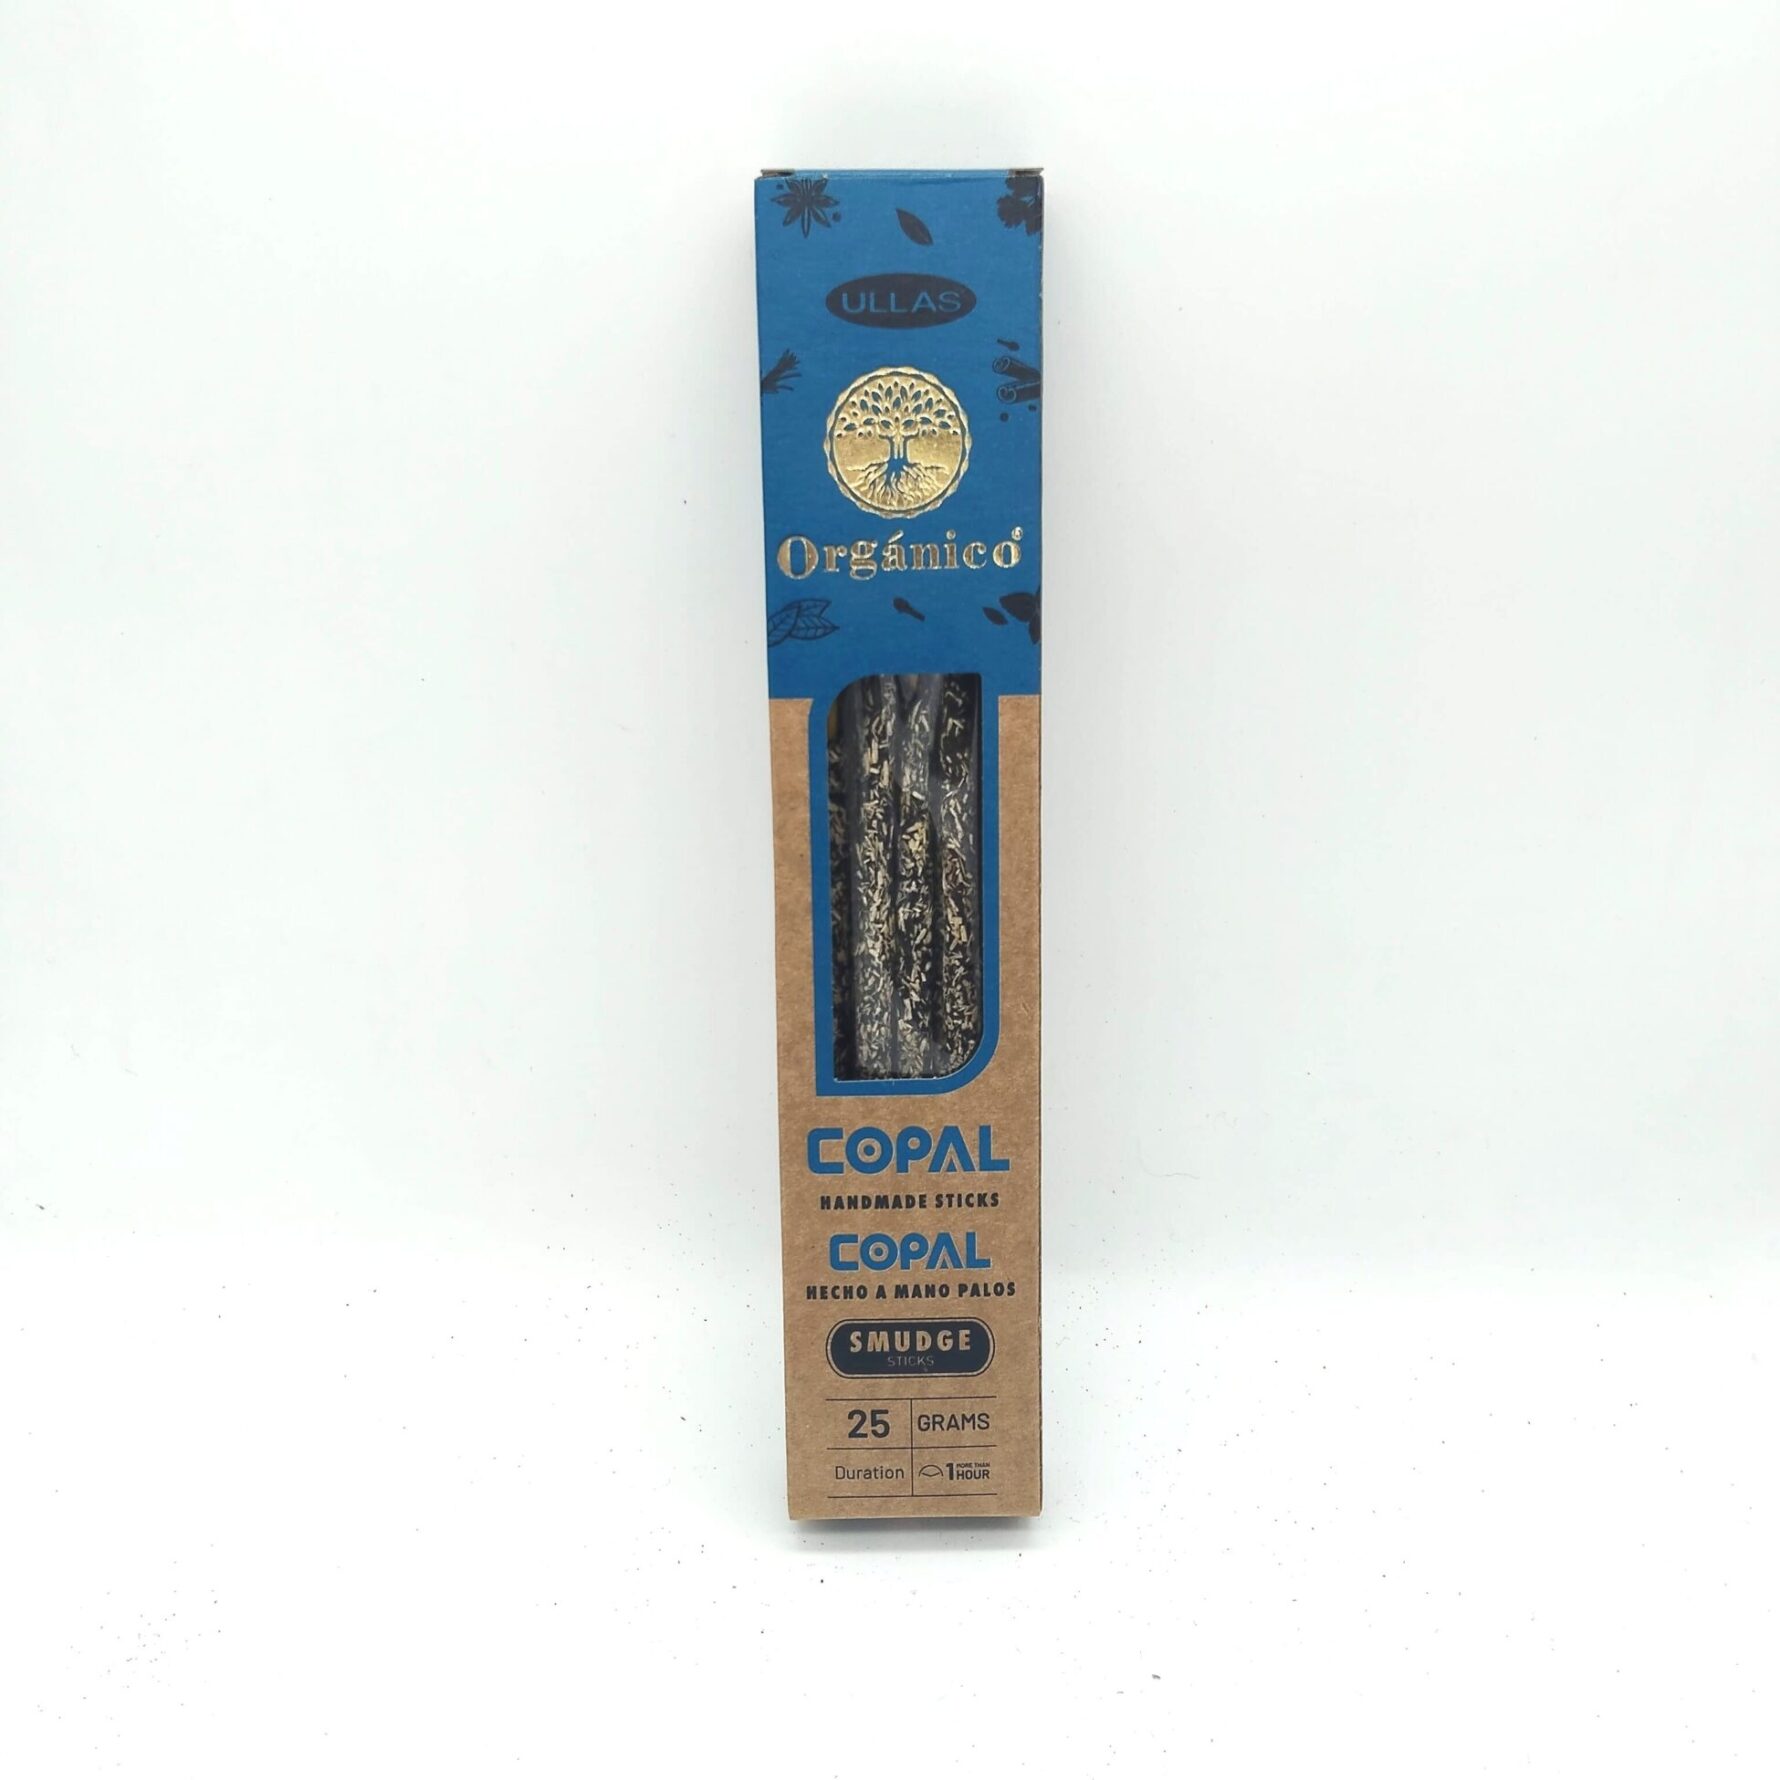 ULLAS
Orgánico
COPAL
HANDMADE STICKS
COPAL
HECHO A MANO PALOS
SMUDGE
STICKS
25 GRAMS
Duration 1 MORE THAN HOUR